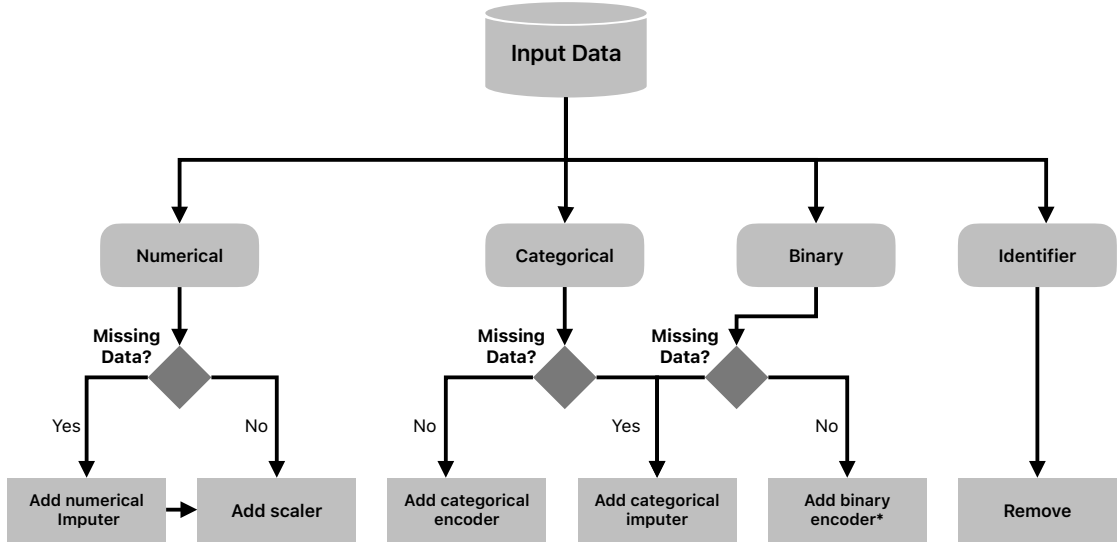 Input Data
Numerical
Categorical
Binary
Identifier
Missing
Data?
Missing
Data?
Missing
Data?
Yes
No
No
Yes
No
Add numerical
Imputer
Add scaler
Add categorical
encoder
Add categorical
imputer
Add binary
encoder*
Remove